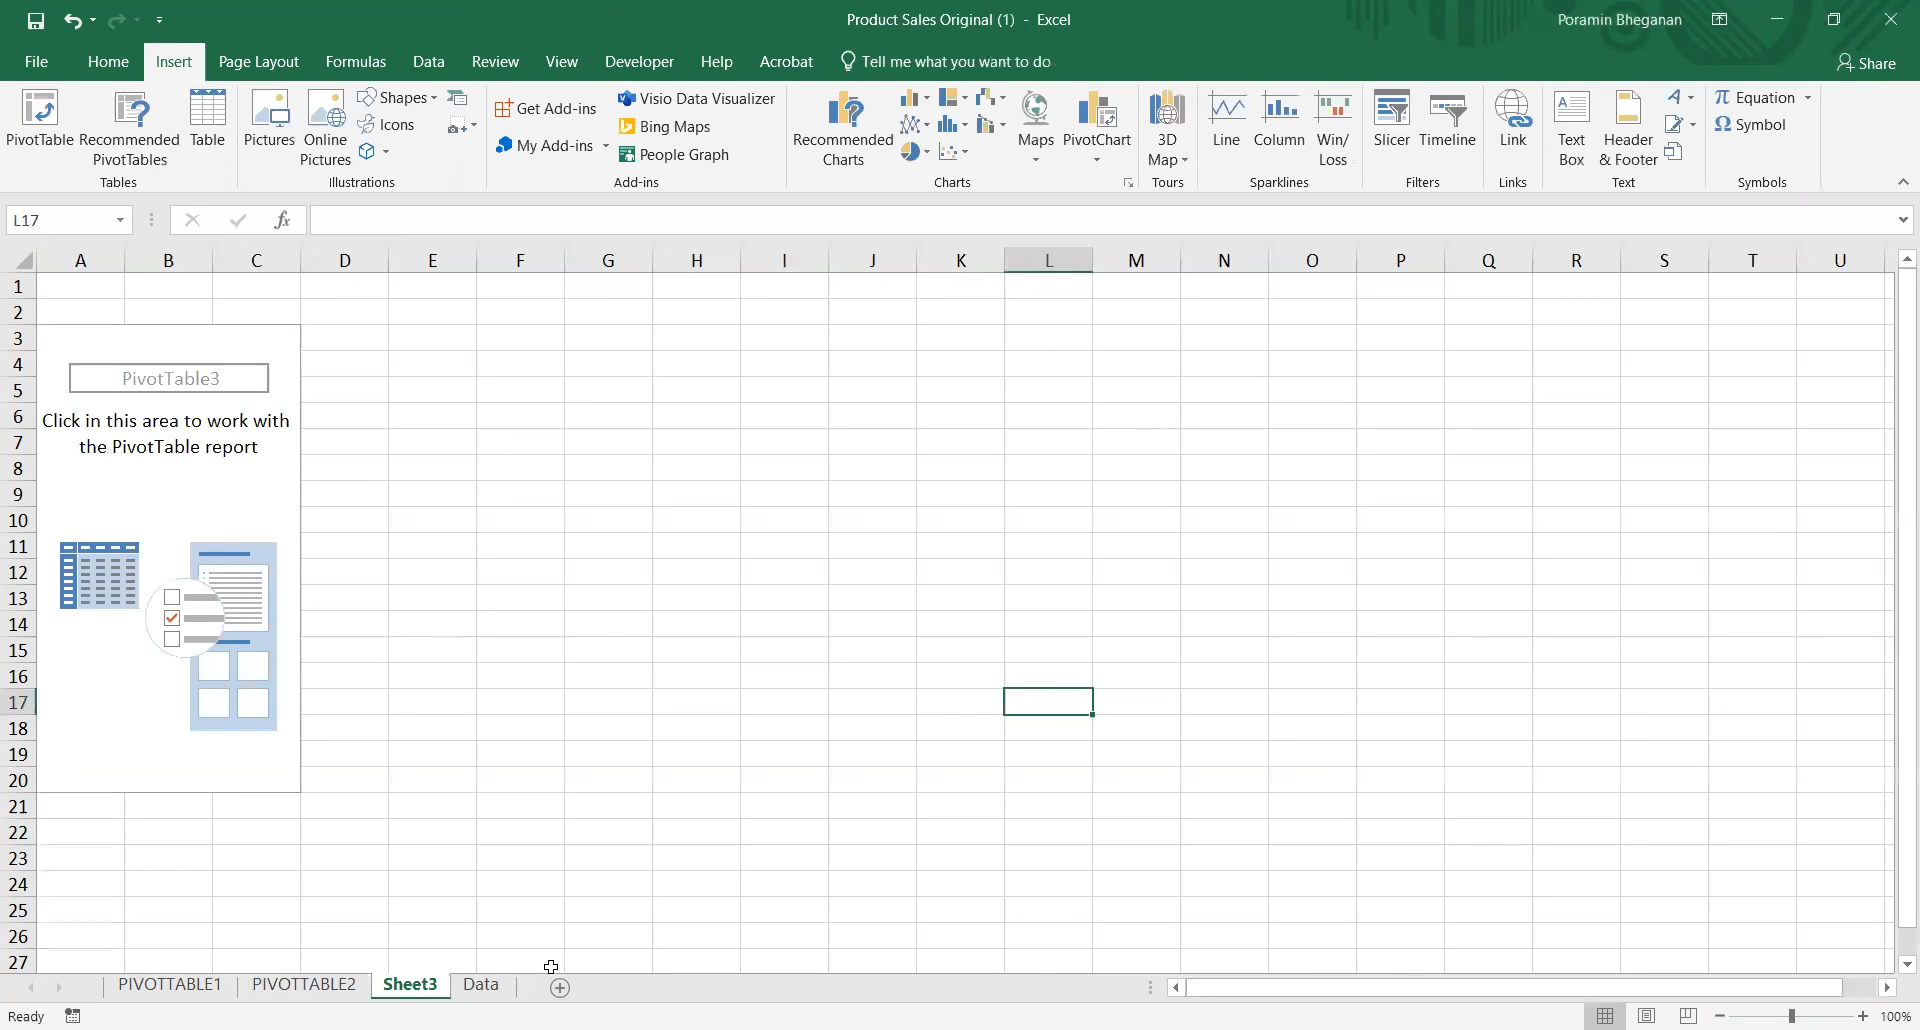 Product Sales Original (1) - Excel
Poramin Bheganan
File Home Insert Page Layout Formulas Data Review View Developer Help Acrobat Tell me what you want to do Share
PivotTable
Recommended
PivotTables
Table
Tables
Pictures
Online
Pictures
Shapes
Icons
Illustrations
Get Add-ins
My Add-ins
Visio Data Visualizer
Bing Maps
People Graph
Add-ins
Recommended
Charts
Maps
PivotChart
Charts
3D
Map
Tours
Line
Column
Win/
Loss
Sparklines
Slicer
Timeline
Filters
Link
Links
Text
Box
Header
& Footer
Text
π Equation
Ω Symbol
Symbols
L17
fx
A B C D E F G H I J K L M N O P Q R S T U
1
2
3
4
5
6
7
8
9
10
11
12
13
14
15
16
17
18
19
20
21
22
23
24
25
26
27
PivotTable3
Click in this area to work with
the PivotTable report
PIVOTTABLE1 PIVOTTABLE2 Sheet3 Data
Ready
100%